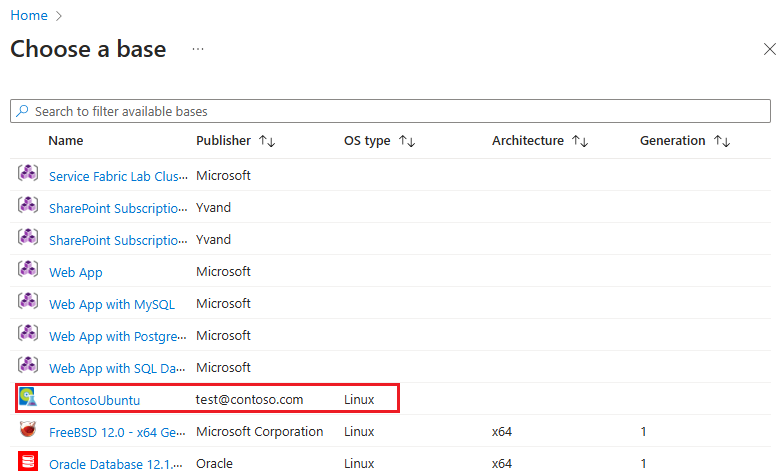 Home
Choose a base ...
Search to filter available bases
Name Publisher OS type Architecture Generation
Service Fabric Lab Clus... Microsoft
SharePoint Subscriptio... Yvand
SharePoint Subscriptio... Yvand
Web App Microsoft
Web App with MySQL Microsoft
Web App with Postgre... Microsoft
Web App with SQL Da... Microsoft
ContosoUbuntu test@contoso.com Linux
FreeBSD 12.0 - x64 Ge... Microsoft Corporation Linux x64 1
Oracle Database 12.1... Oracle Linux x64 1